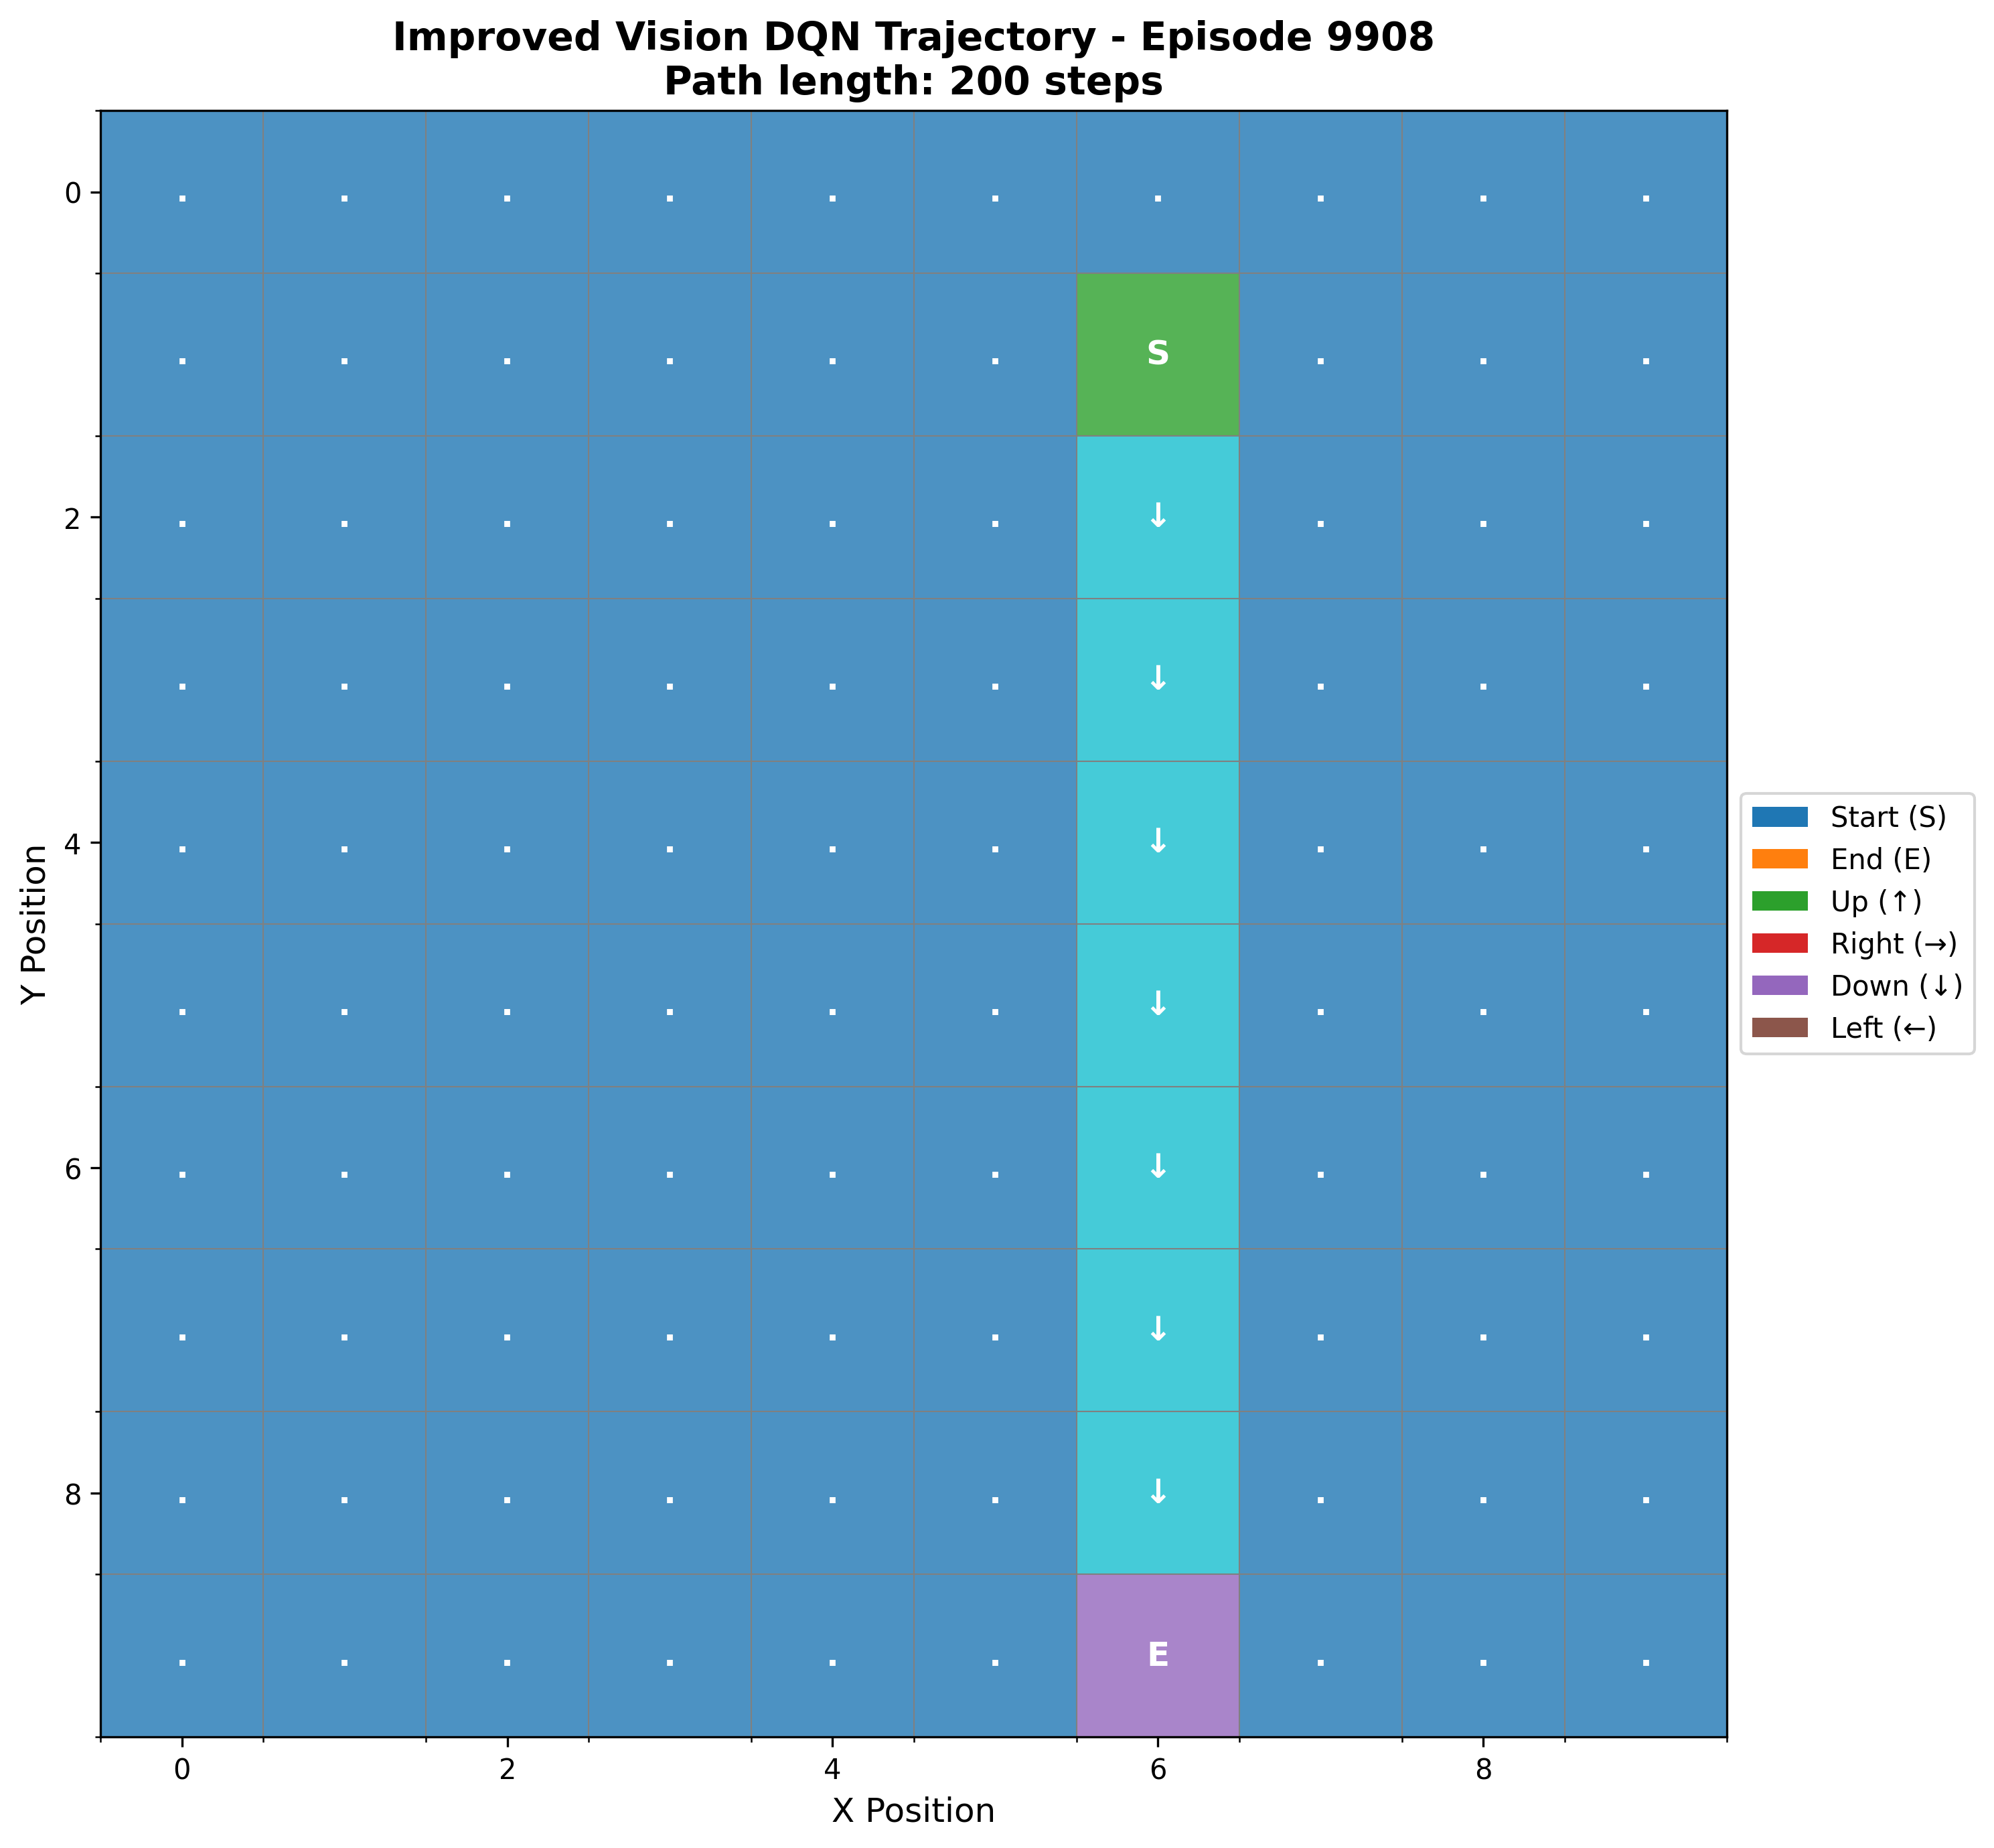 Improved Vision DQN Trajectory - Episode 9908
Path length: 200 steps
0
S
2
↓
↓
4
↓
↓
6
↓
↓
8
↓
E
0 2 4 6 8
X Position
Y Position
Start (S)
End (E)
Up (↑)
Right (→)
Down (↓)
Left (←)